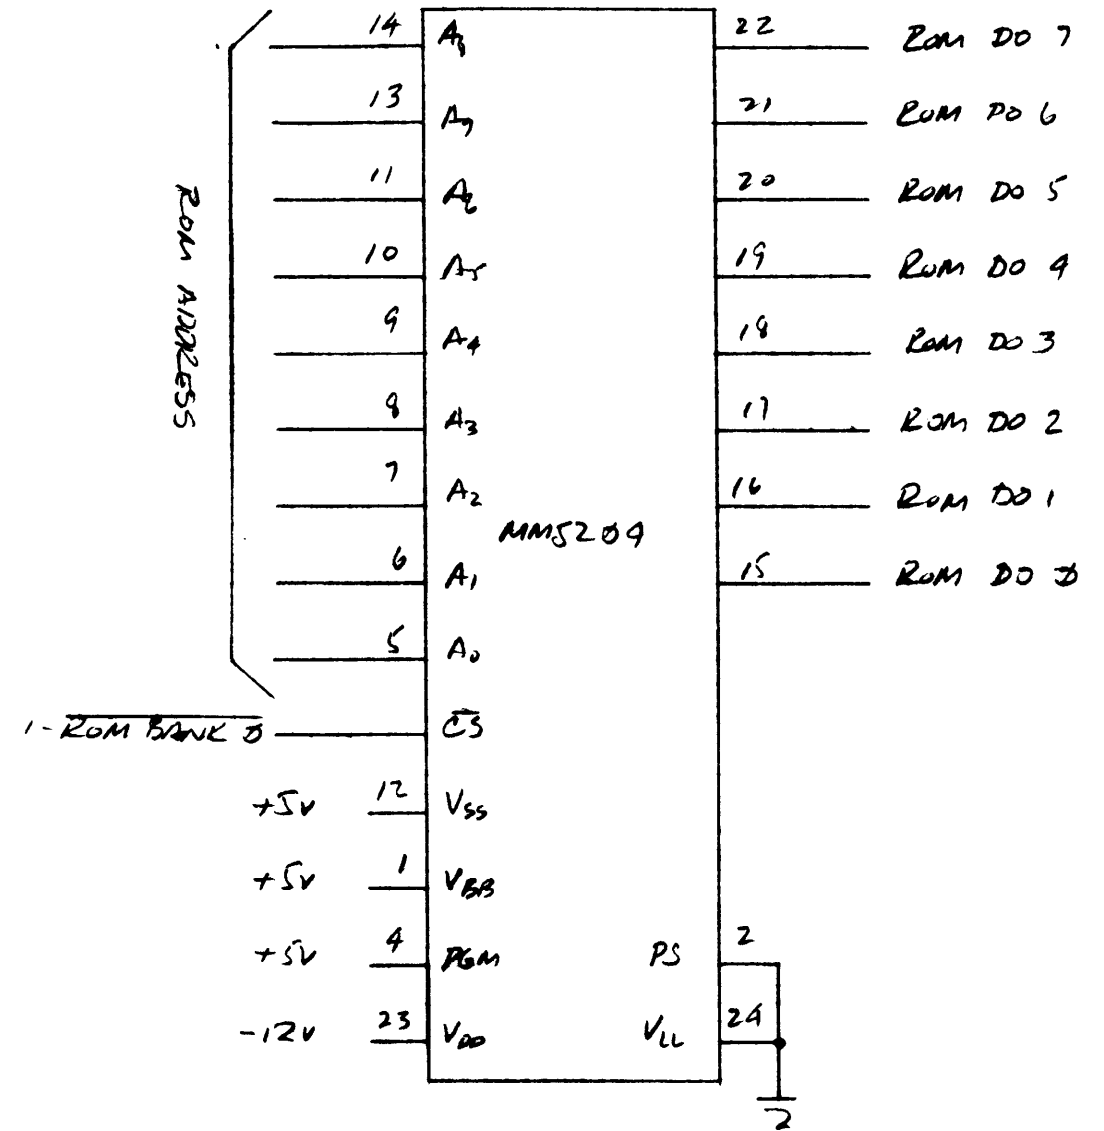 14 A8 22 ROM DO 7
13 A7 21 ROM DO 6
11 A6 20 ROM DO 5
10 A5 19 ROM DO 4
ROM ADDRESS
9 A4 18 ROM DO 3
8 A3 17 ROM DO 2
7 A2 16 ROM DO 1
MM5204
6 A1 15 ROM DO 0
5 A0
1-ROM BANK 0 CS
+5V 12 VSS
+5V 1 VBB
+5V 4 PGM PS 2
-12V 23 VDD VLL 24
2